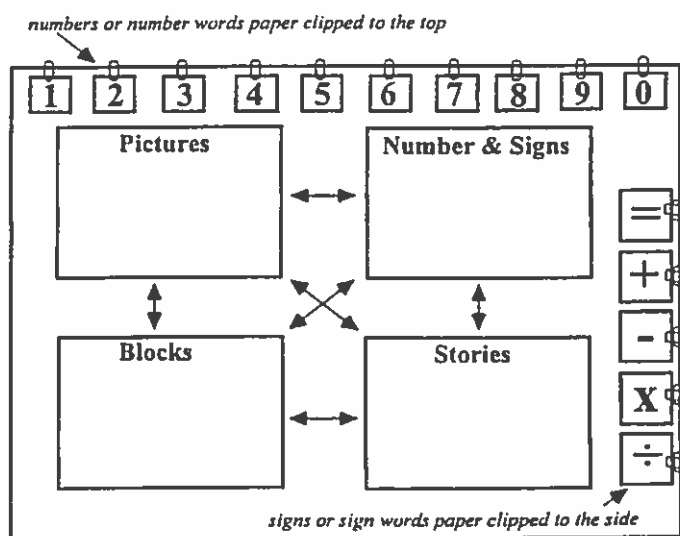 numbers or number words paper clipped to the top
1 2 3 4 5 6 7 8 9 0
Pictures
Number & Signs
=
+
-
Blocks
Stories
X
÷
signs or sign words paper clipped to the side